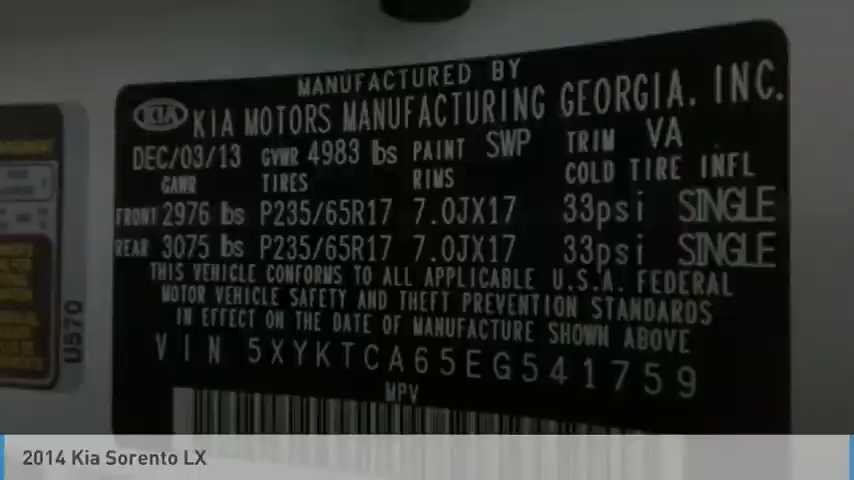 MANUFACTURED BY
KIA KIA MOTORS MANUFACTURING GEORGIA, INC.
DEC/03/13 GVWR 4983 lbs PAINT SWP TRIM VA
GAWR TIRES RIMS COLD TIRE INFL
FRONT 2976 lbs P235/65R17 7.0JX17 33psi SINGLE
REAR 3075 lbs P235/65R17 7.0JX17 33psi SINGLE
THIS VEHICLE CONFORMS TO ALL APPLICABLE U.S.A. FEDERAL
MOTOR VEHICLE SAFETY AND THEFT PREVENTION STANDARDS
IN EFFECT ON THE DATE OF MANUFACTURE SHOWN ABOVE
VIN 5XYKTCA65EG541759
MPV
U570
2014 Kia Sorento LX